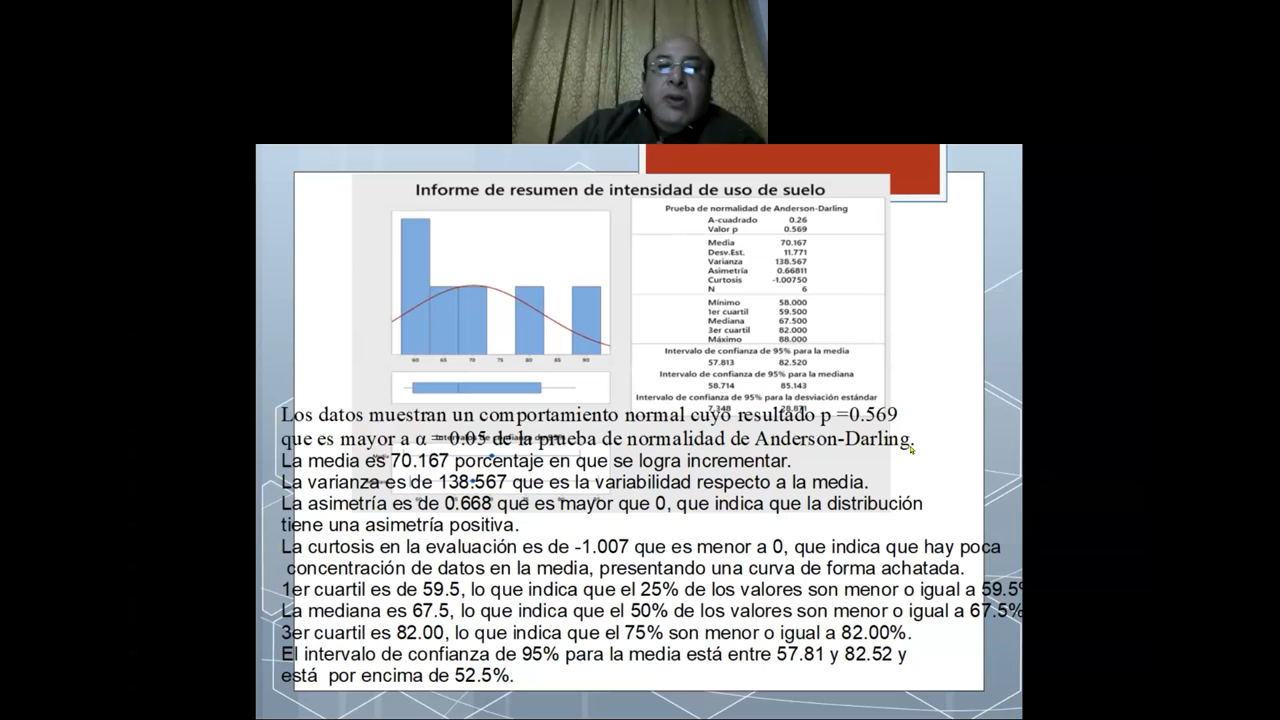 Informe de resumen de intensidad de uso de suelo
Prueba de normalidad de Anderson-Darling
A-cuadrado 0.26
Valor p 0.569
Media 70.167
Desv.Est. 11.771
Varianza 138.567
Asimetría 0.66811
Curtosis -1.00750
N 6
Mínimo 58.000
1er cuartil 59.500
Mediana 67.500
3er cuartil 82.000
Máximo 88.000
Intervalo de confianza de 95% para la media
57.813 82.520
Intervalo de confianza de 95% para la mediana
58.714 85.143
Intervalo de confianza de 95% para la desviación estándar
7.348 28.871
60 65 70 75 80 85 90
Los datos muestran un comportamiento normal cuyo resultado p =0.569
que es mayor a α = 0.05 de la prueba de normalidad de Anderson-Darling.
La media es 70.167 porcentaje en que se logra incrementar.
La varianza es de 138.567 que es la variabilidad respecto a la media.
La asimetría es de 0.668 que es mayor que 0, que indica que la distribución
tiene una asimetría positiva.
La curtosis en la evaluación es de -1.007 que es menor a 0, que indica que hay poca
concentración de datos en la media, presentando una curva de forma achatada.
1er cuartil es de 59.5, lo que indica que el 25% de los valores son menor o igual a 59.5%
La mediana es 67.5, lo que indica que el 50% de los valores son menor o igual a 67.5%
3er cuartil es 82.00, lo que indica que el 75% son menor o igual a 82.00%.
El intervalo de confianza de 95% para la media está entre 57.81 y 82.52 y
está por encima de 52.5%.